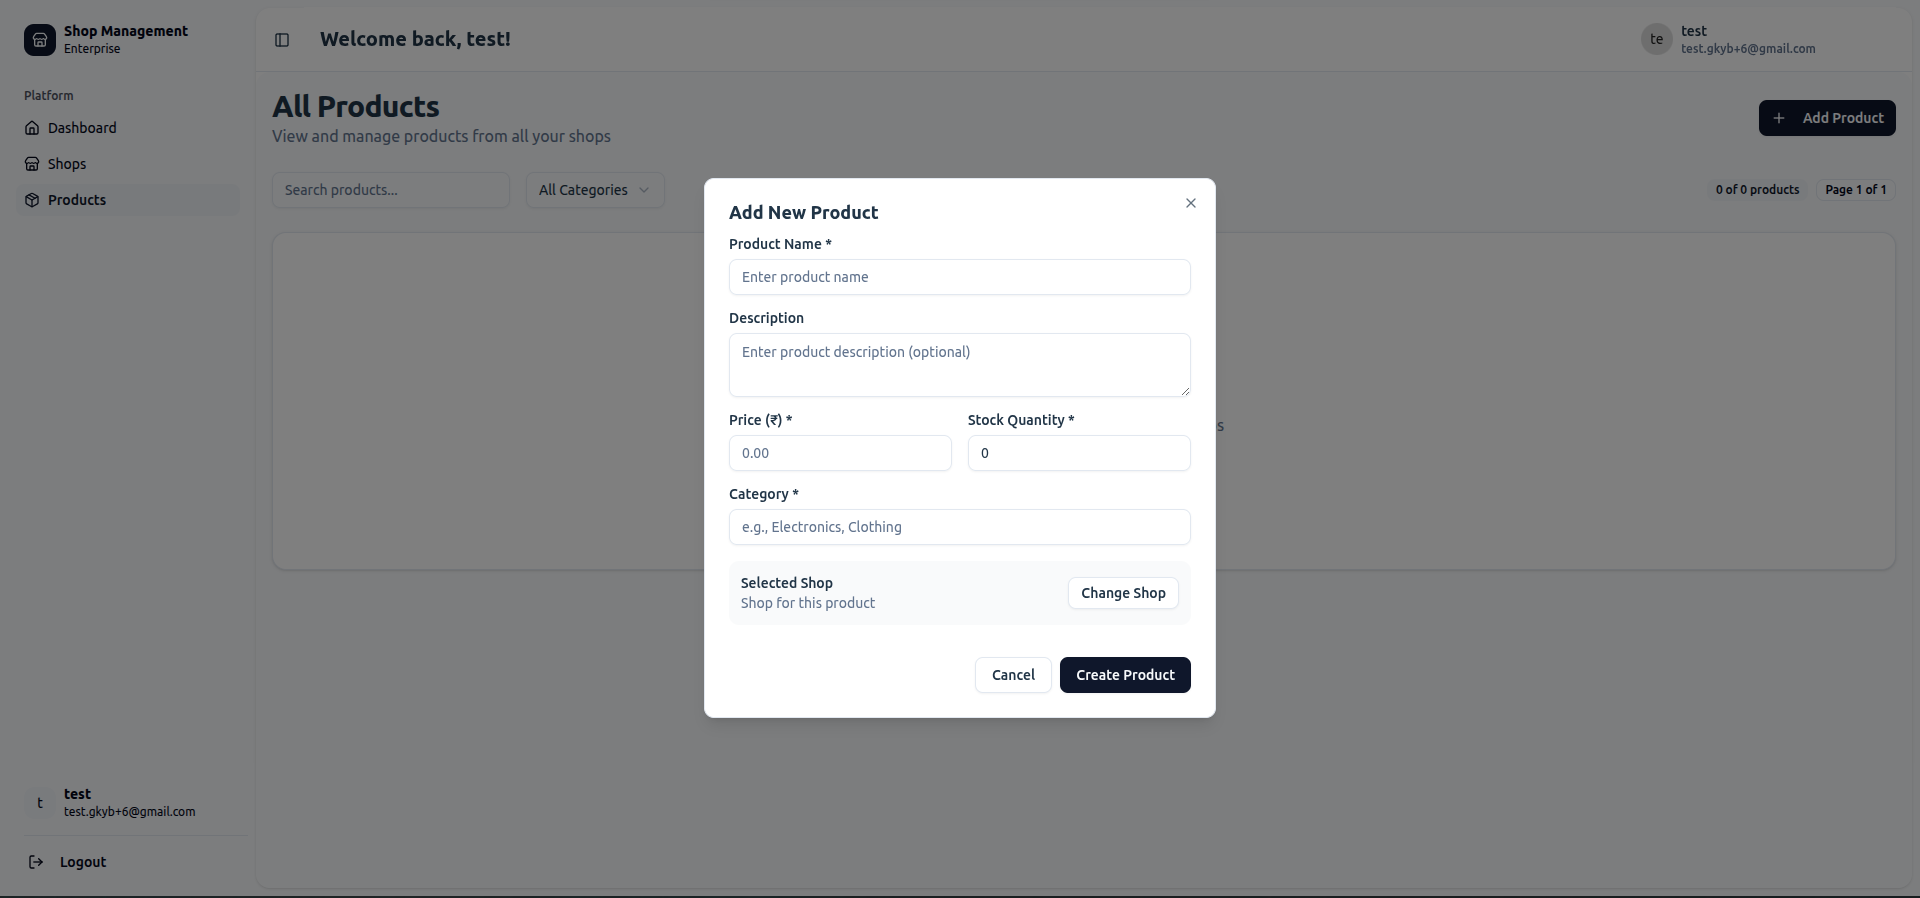 Shop Management
Enterprise
Platform
Dashboard
Shops
Products
test
test.gkyb+6@gmail.com
Logout
Welcome back, test!
te
test
test.gkyb+6@gmail.com
All Products
View and manage products from all your shops
Add Product
Search products...
All Categories
0 of 0 products
Page 1 of 1
Add New Product
Product Name *
Enter product name
Description
Enter product description (optional)
Price (₹) *
Stock Quantity *
0.00
0
Category *
e.g., Electronics, Clothing
Selected Shop
Shop for this product
Change Shop
Cancel
Create Product
t
s